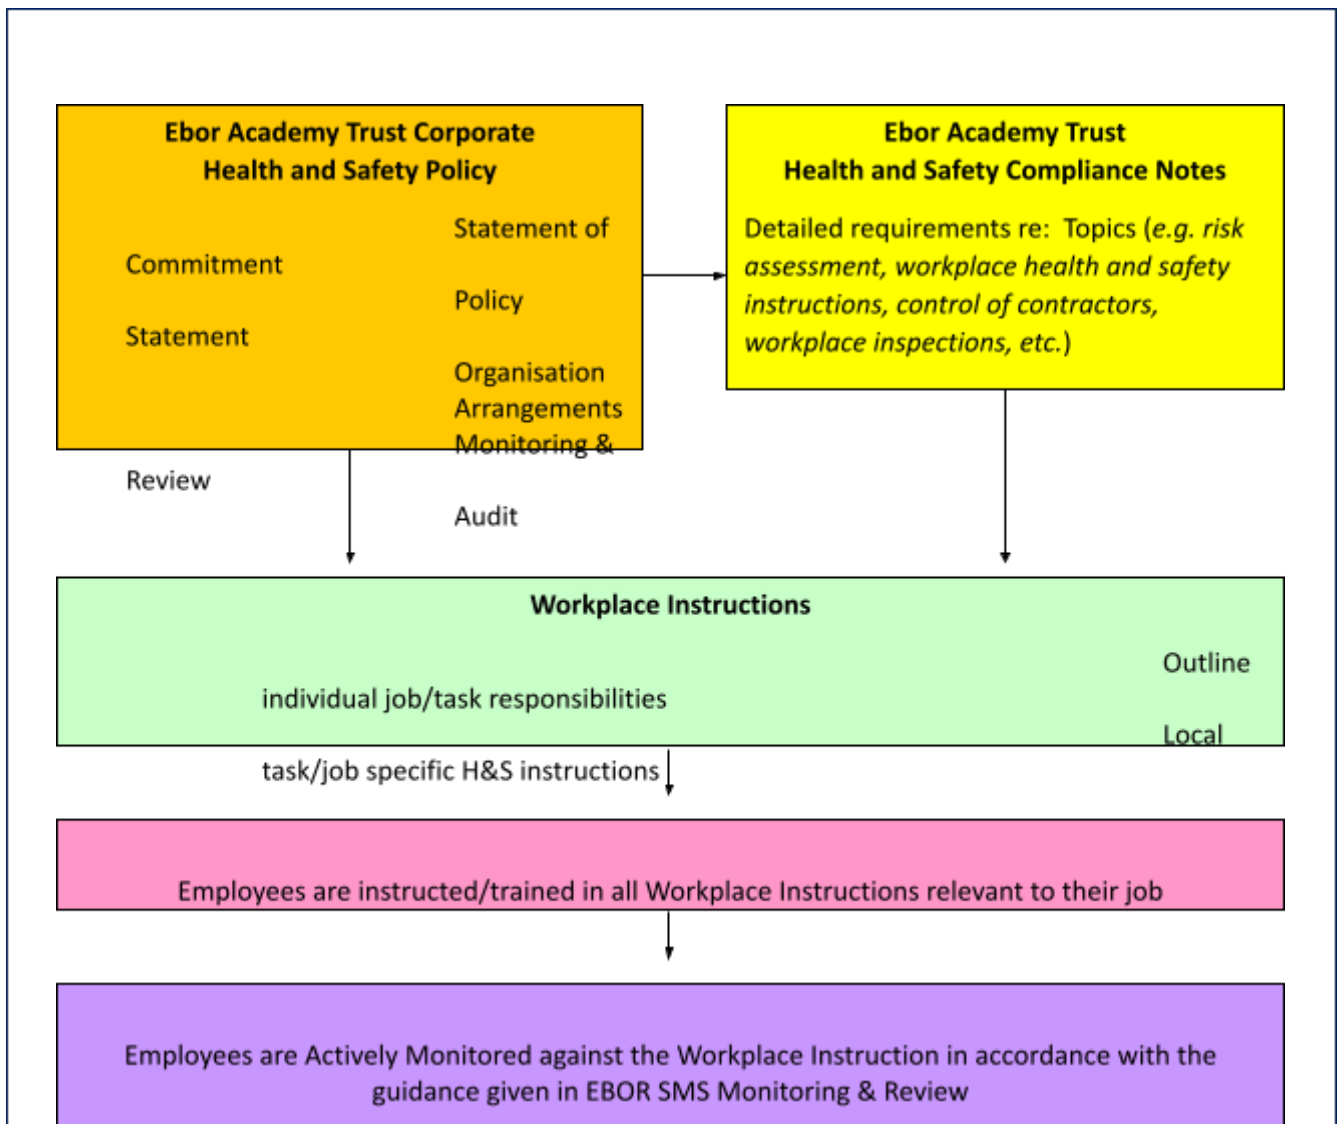 Ebor Academy Trust Corporate
Health and Safety Policy
Statement of
Commitment
Policy
Statement
Organisation
Arrangements
Monitoring &
Review
Audit
Ebor Academy Trust
Health and Safety Compliance Notes
Detailed requirements re:  Topics (e.g. risk
assessment, workplace health and safety
instructions, control of contractors,
workplace inspections, etc.)
Workplace Instructions
Outline
individual job/task responsibilities
Local
task/job specific H&S instructions
Employees are instructed/trained in all Workplace Instructions relevant to their job
Employees are Actively Monitored against the Workplace Instruction in accordance with the
guidance given in EBOR SMS Monitoring & Review